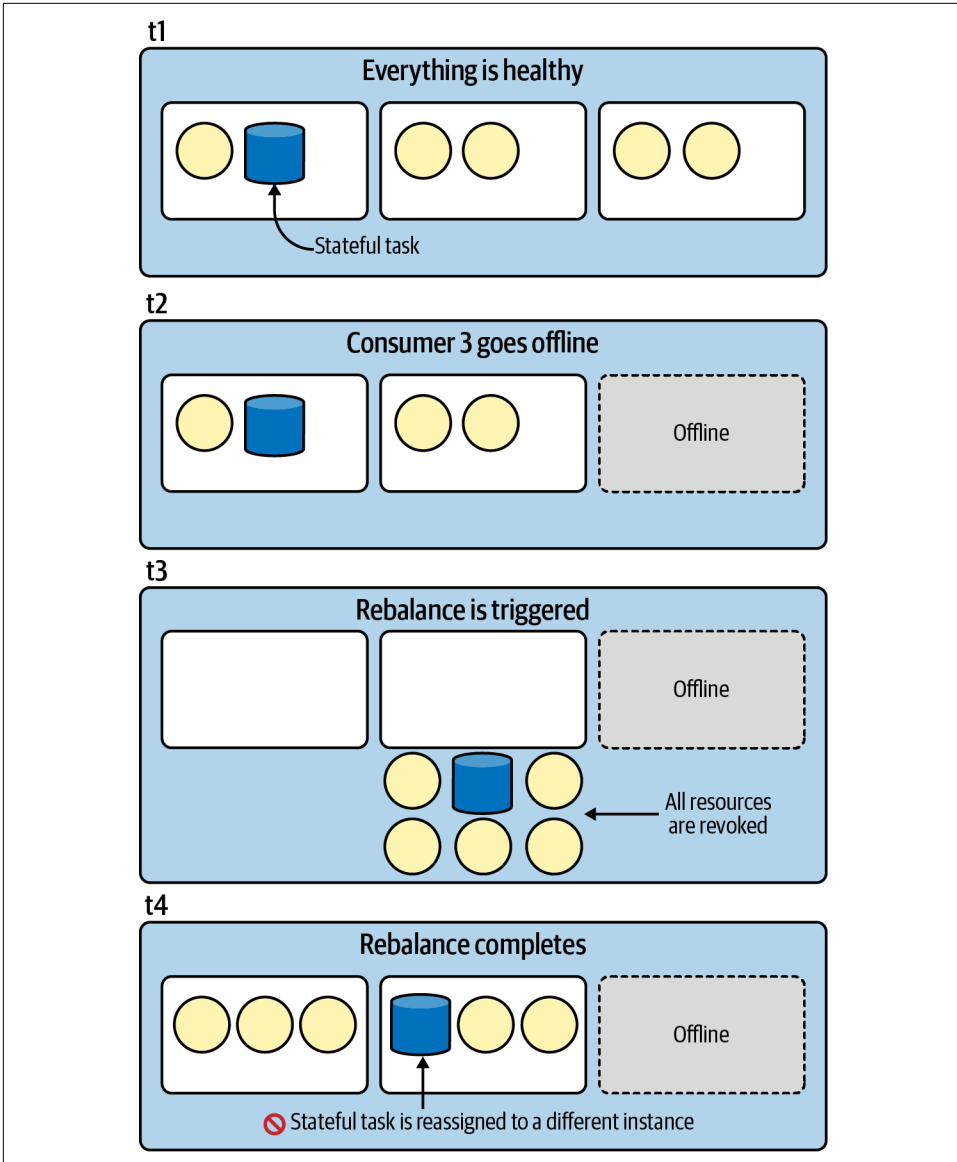 t1
Everything is healthy
Stateful task
t2
Consumer 3 goes offline
Offline
t3
Rebalance is triggered
Offline
All resources
are revoked
t4
Rebalance completes
Offline
Stateful task is reassigned to a different instance